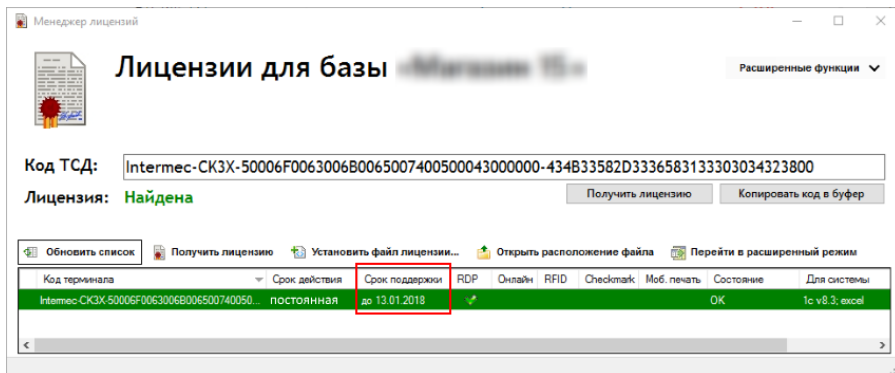 Менеджер лицензий
Лицензии для базы
Расширенные функции
Код ТСД:
Intermec-CK3X-50006F0063006B006500740050043000000-434B33582D3336583133303034323800
Лицензия: Найдена
Получить лицензию
Копировать код в буфер
Обновить список
Получить лицензию
Установить файл лицензии...
Открыть расположение файла
Перейти в расширенный режим
Код терминала Срок действия Срок поддержки RDP Онлайн RFID Checkmark Моб. печать Состояние Для системы
Intermec-CK3X-50006F0063006B006500740050... постоянная до 13.01.2018 OK 1c v8.3; excel